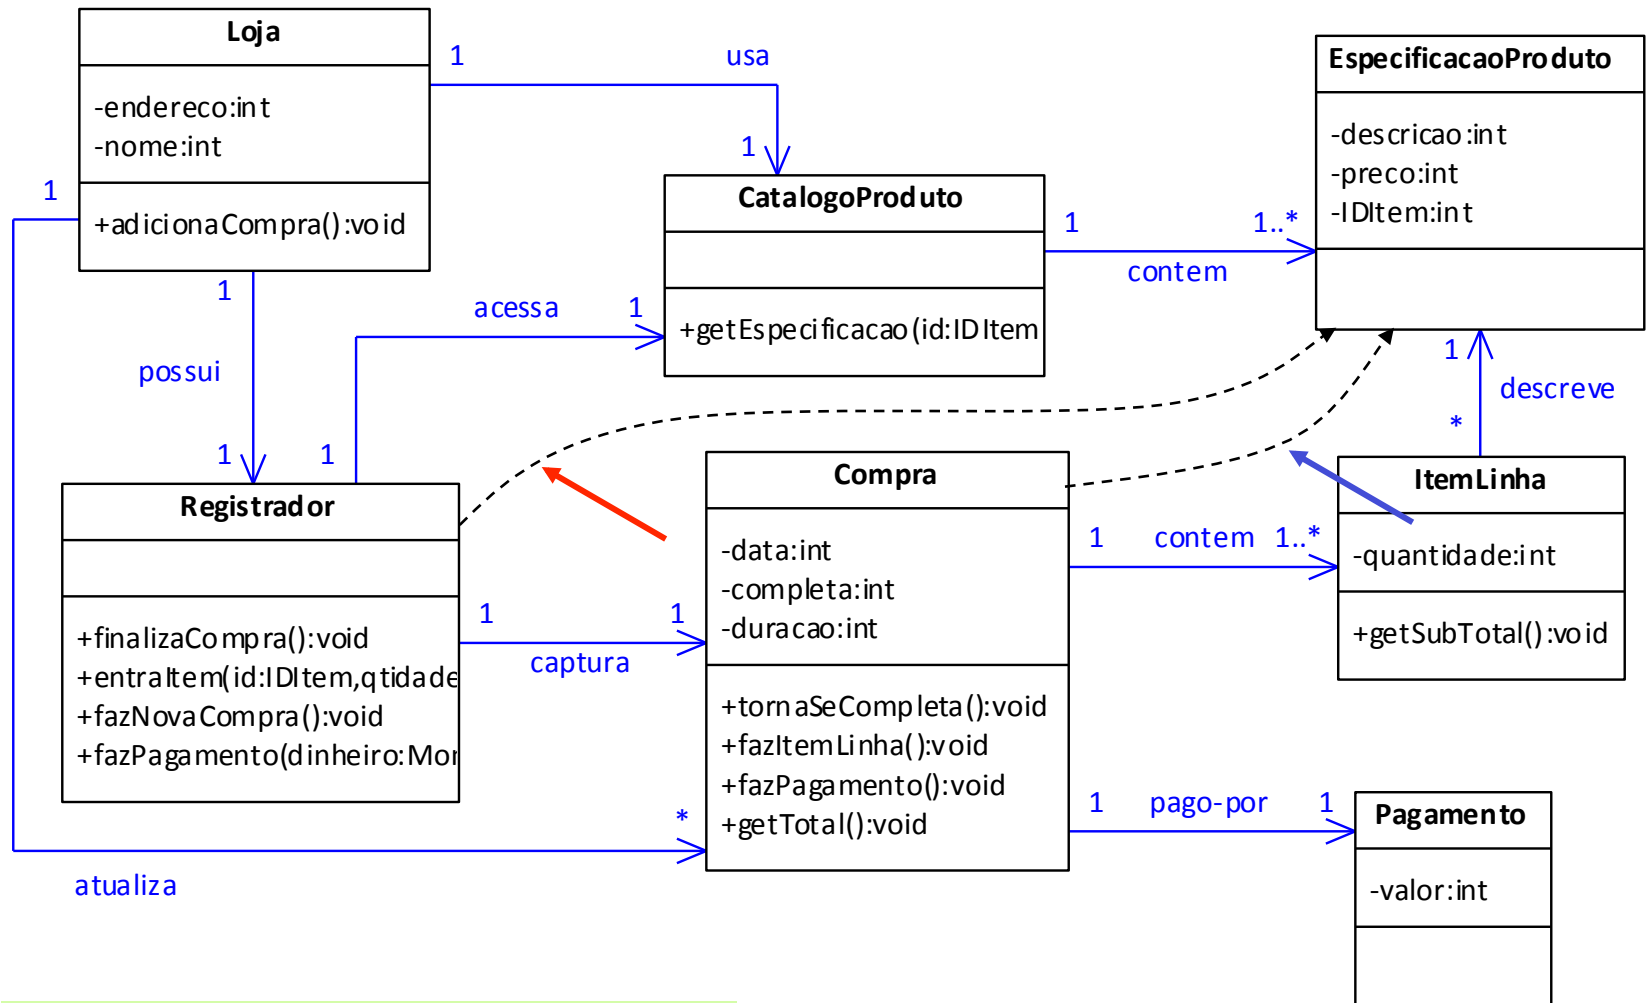 Loja
-endereco:int
-nome:int
+adicionaCompra():void
1
usa
1
EspecificacaoProduto
-descricao:int
-preco:int
-IDItem:int
CatalogoProduto
+getEspecificacao(id:IDItem
1
1..*
contem
1
1
possui
1
acessa
1
1
1
descreve
*
Registrador
+finalizaCompra():void
+entraItem(id:IDItem,qtidade
+fazNovaCompra():void
+fazPagamento(dinheiro:Mon
Compra
-data:int
-completa:int
-duracao:int
+tornaSeCompleta():void
+fazItemLinha():void
+fazPagamento():void
+getTotal():void
1
contem
1..*
ItemLinha
-quantidade:int
+getSubTotal():void
1
1
captura
*
atualiza
1
pago-por
1
Pagamento
-valor:int